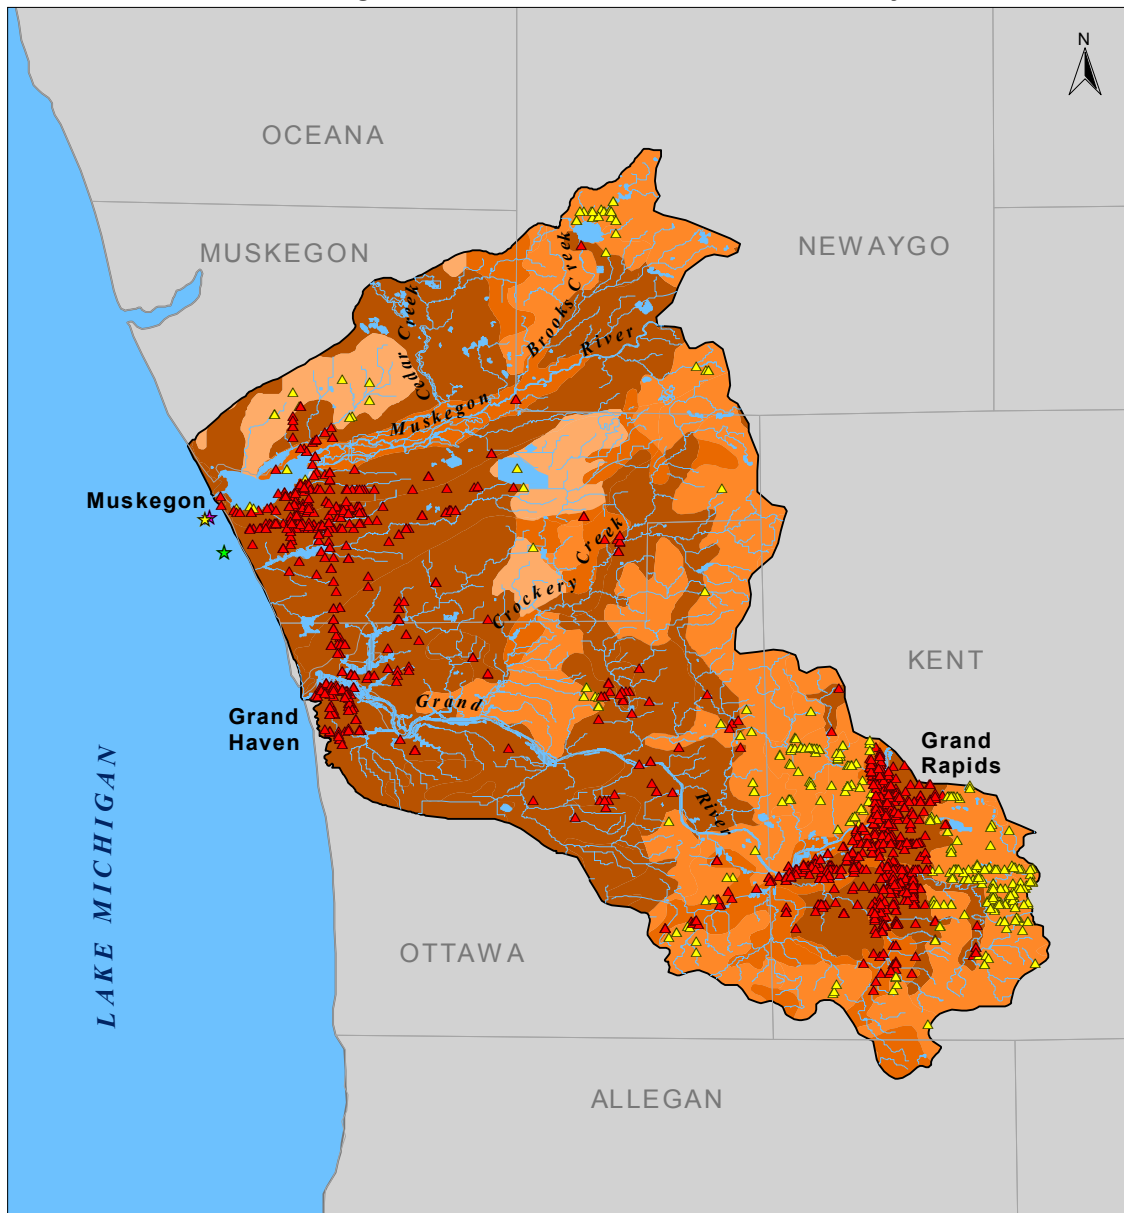 N
OCEANA
MUSKEGON
NEWAYGO
Cedar Creek
Brooks Creek
Muskegon River
Muskegon
Crockery Creek
KENT
Grand River
Grand
Haven
Grand
Rapids
LAKE MICHIGAN
OTTAWA
ALLEGAN